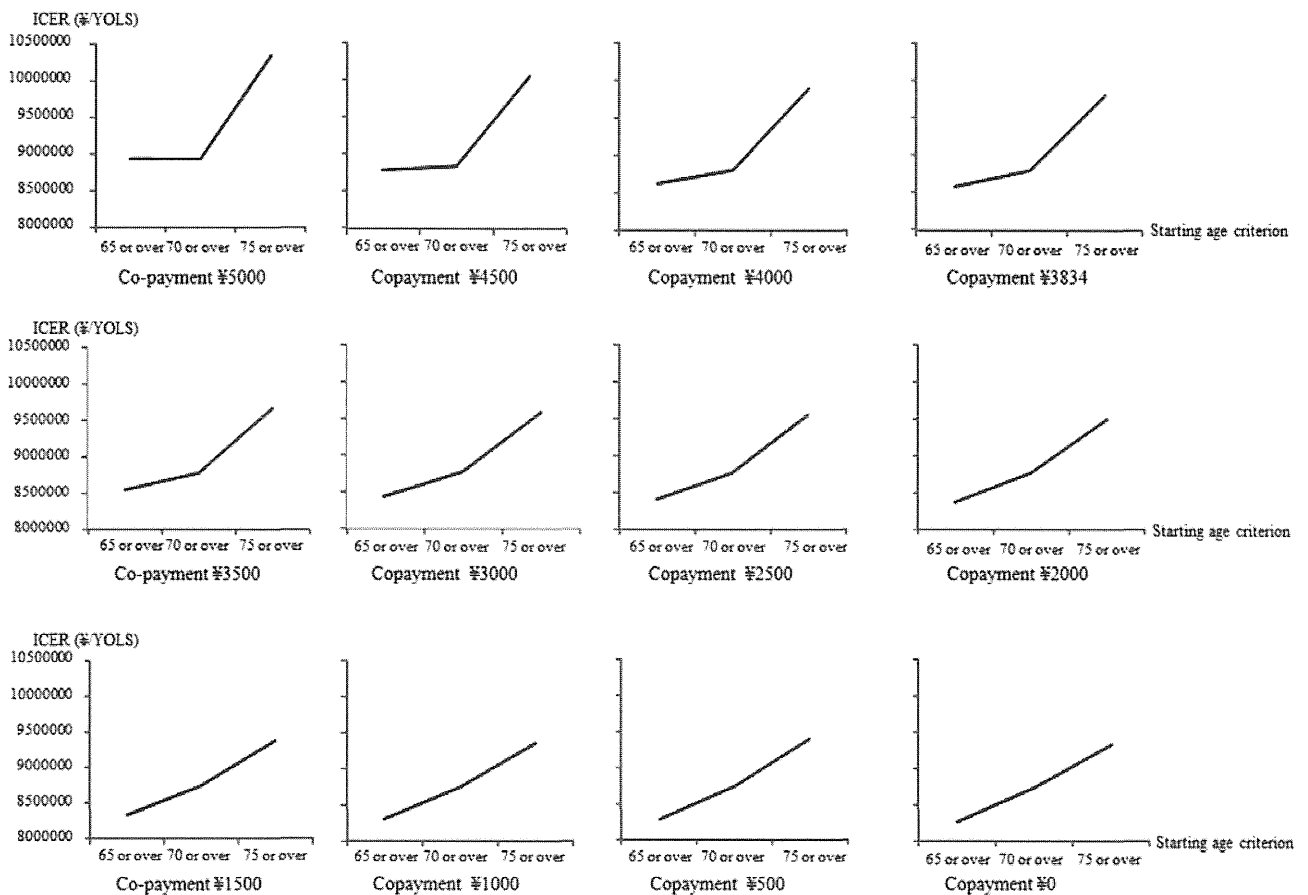 ICER (¥/YOLS)
10500000
10000000
9500000
9000000
8500000
8000000
65 or over 70 or over 75 or over
65 or over 70 or over 75 or over
65 or over 70 or over 75 or over
65 or over 70 or over 75 or over
Starting age criterion
Co-payment ¥5000
Copayment ¥4500
Copayment ¥4000
Copayment ¥3834
ICER (¥/YOLS)
10500000
10000000
9500000
9000000
8500000
8000000
65 or over 70 or over 75 or over
65 or over 70 or over 75 or over
65 or over 70 or over 75 or over
65 or over 70 or over 75 or over
Starting age criterion
Co-payment ¥3500
Copayment ¥3000
Copayment ¥2500
Copayment ¥2000
ICER (¥/YOLS)
10500000
10000000
9500000
9000000
8500000
8000000
65 or over 70 or over 75 or over
65 or over 70 or over 75 or over
65 or over 70 or over 75 or over
65 or over 70 or over 75 or over
Starting age criterion
Co-payment ¥1500
Copayment ¥1000
Copayment ¥500
Copayment ¥0